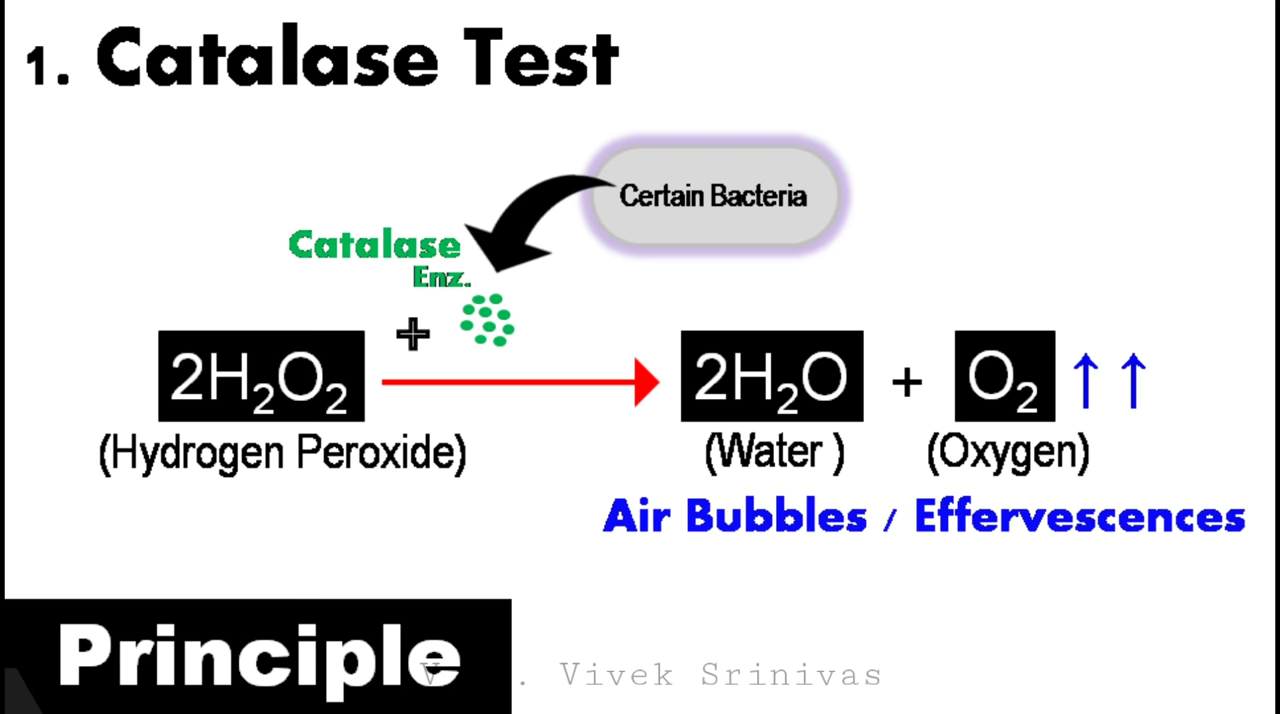 1. Catalase Test
Certain Bacteria
Catalase
Enz.
+
2H₂O₂ 2H₂O + O₂ ↑ ↑
(Hydrogen Peroxide) (Water ) (Oxygen)
Air Bubbles / Effervescences
Principle
. Vivek Srinivas